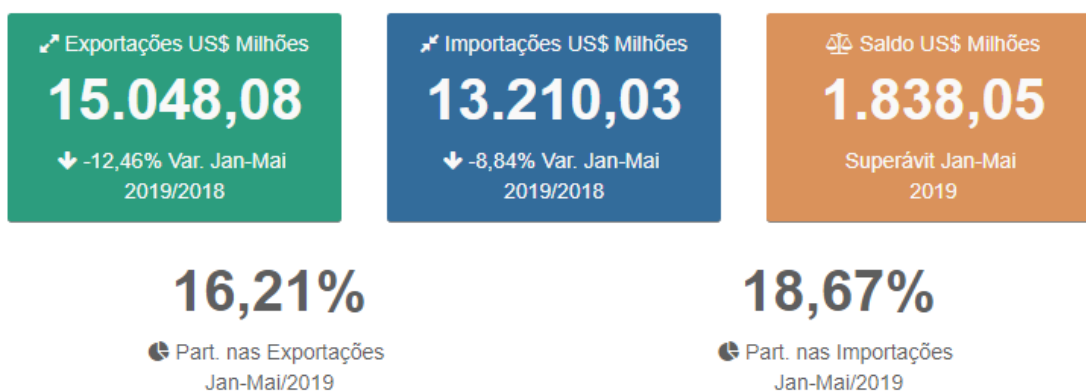 Exportações US$ Milhões
15.048,08
-12,46% Var. Jan-Mai
2019/2018
Importações US$ Milhões
13.210,03
-8,84% Var. Jan-Mai
2019/2018
Saldo US$ Milhões
1.838,05
Superávit Jan-Mai
2019
16,21%
Part. nas Exportações
Jan-Mai/2019
18,67%
Part. nas Importações
Jan-Mai/2019